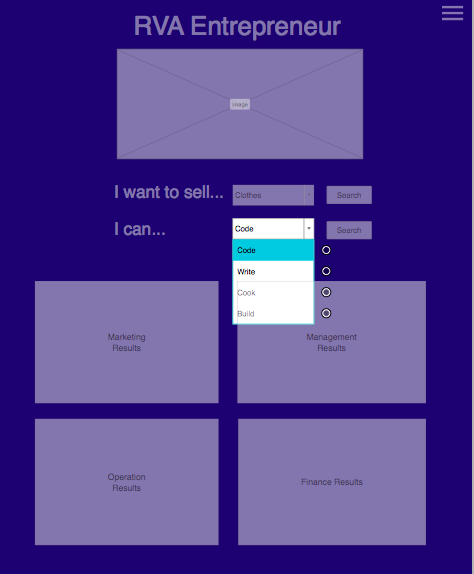 RVA Entrepreneur
image
I want to sell...
Clothes
Search
I can...
Code
Search
Code
Write
Cook
Build
Marketing
Results
Management
Results
Operation
Results
Finance Results